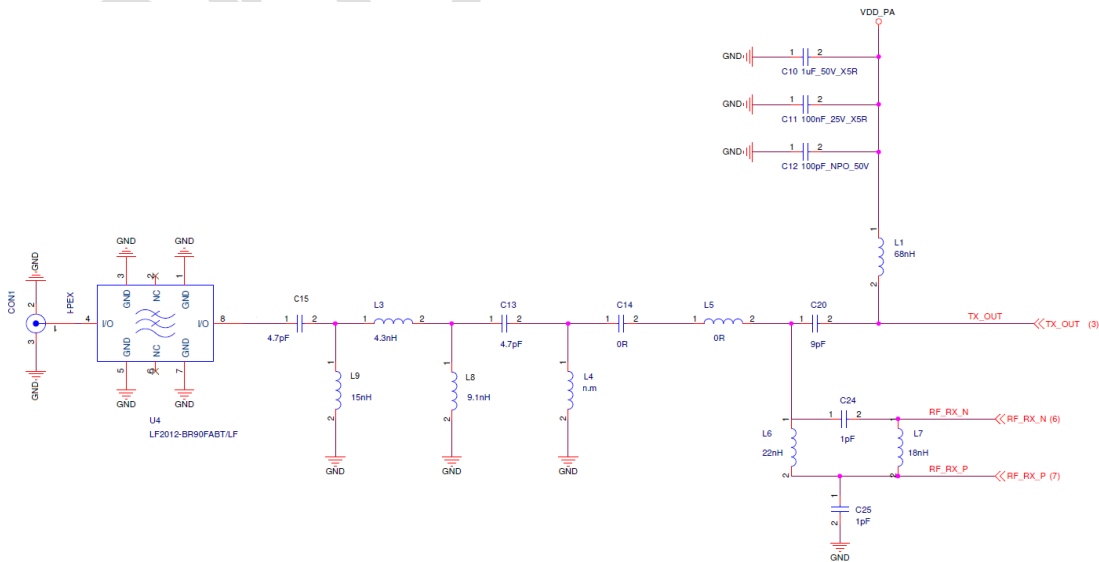 VDD_PA
GND 1 2
C10 1uF_50V_X5R
GND 1 2
C11 100nF_25V_X5R
GND 1 2
C12 100pF_NPO_50V
1
L1
68nH
2
GND GND
GND
3 2 1
GND NC GND
CON1
2
1
3
GND
I-PEX
4 I/O I/O 8
GND NC GND
5 6 7
GND GND
U4
LF2012-BR90FABT/LF
C15
1 2
4.7pF
L3
1 2
4.3nH
C13
1 2
4.7pF
C14
1 2
0R
L5
1 2
0R
C20
1 2
9pF
TX_OUT
TX_OUT (3)
1
L9
15nH
2
GND
1
L8
9.1nH
2
GND
1
L4
n.m
2
GND
C24
1 2
1pF
RF_RX_N
RF_RX_N (6)
1
L6
22nH
2
1
L7
18nH
2
RF_RX_P
RF_RX_P (7)
1
C25
2
1pF
GND